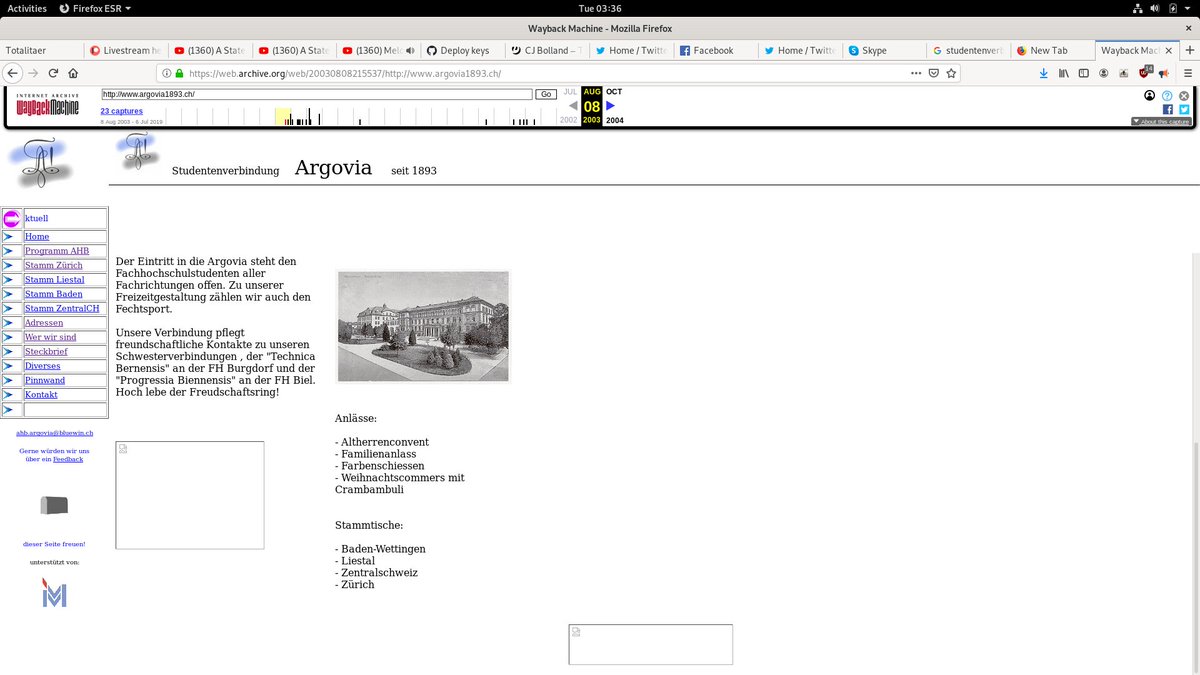 Activities Firefox ESR Tue 03:36
Wayback Machine - Mozilla Firefox
Totalitaer Livestream he (1360) A State (1360) A State (1360) Melo Deploy keys CJ Bolland – T Home / Twitte Facebook Home / Twitte Skype studentenverb New Tab Wayback Mac
https://web.archive.org/web/20030808215537/http://www.argovia1893.ch/
INTERNET ARCHIVE
WayBackMachine
http://www.argovia1893.ch/ Go
23 captures
8 Aug 2003 - 6 Jul 2019
JUL AUG OCT
08
2002 2003 2004
About this capture
Studentenverbindung Argovia seit 1893
ktuell
Home
Programm AHB
Stamm Zürich
Stamm Liestal
Stamm Baden
Stamm ZentralCH
Adressen
Wer wir sind
Steckbrief
Diverses
Pinnwand
Kontakt
ahb.argovia@bluewin.ch
Gerne würden wir uns
über ein Feedback
dieser Seite freuen!
unterstützt von:
Der Eintritt in die Argovia steht den
Fachhochschulstudenten aller
Fachrichtungen offen. Zu unserer
Freizeitgestaltung zählen wir auch den
Fechtsport.
Unsere Verbindung pflegt
freundschaftliche Kontakte zu unseren
Schwesterverbindungen , der "Technica
Bernensis" an der FH Burgdorf und der
"Progressia Biennensis" an der FH Biel.
Hoch lebe der Freudschaftsring!
Anlässe:
- Altherrenconvent
- Familienanlass
- Farbenschiessen
- Weihnachtscommers mit
Crambambuli
Stammtische:
- Baden-Wettingen
- Liestal
- Zentralschweiz
- Zürich